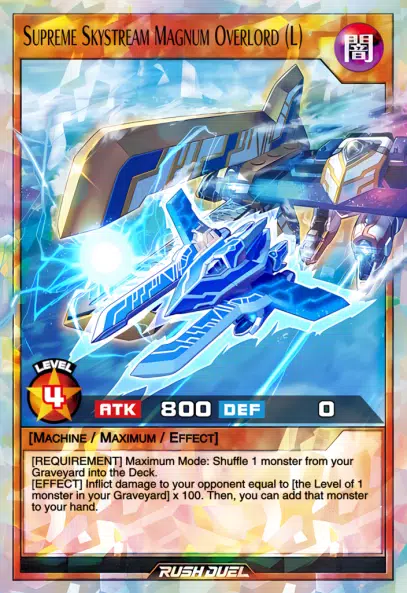 Supreme Skystream Magnum Overlord (L)
闇
LEVEL
4
ATK 800 DEF 0
[Machine / Maximum / Effect]
[REQUIREMENT] Maximum Mode: Shuffle 1 monster from your
Graveyard into the Deck.
[EFFECT] Inflict damage to your opponent equal to [the Level of 1
monster in your Graveyard] x 100. Then, you can add that monster
to your hand.
RUSH DUEL